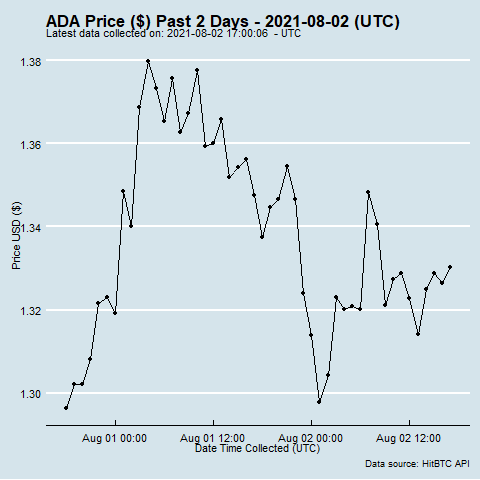 ADA Price ($) Past 2 Days - 2021-08-02 (UTC)
Latest data collected on: 2021-08-02 17:00:06 - UTC
1.38
1.36
1.34
1.32
1.30
Price USD ($)
Aug 01 00:00 Aug 01 12:00 Aug 02 00:00 Aug 02 12:00
Date Time Collected (UTC)
Data source: HitBTC API